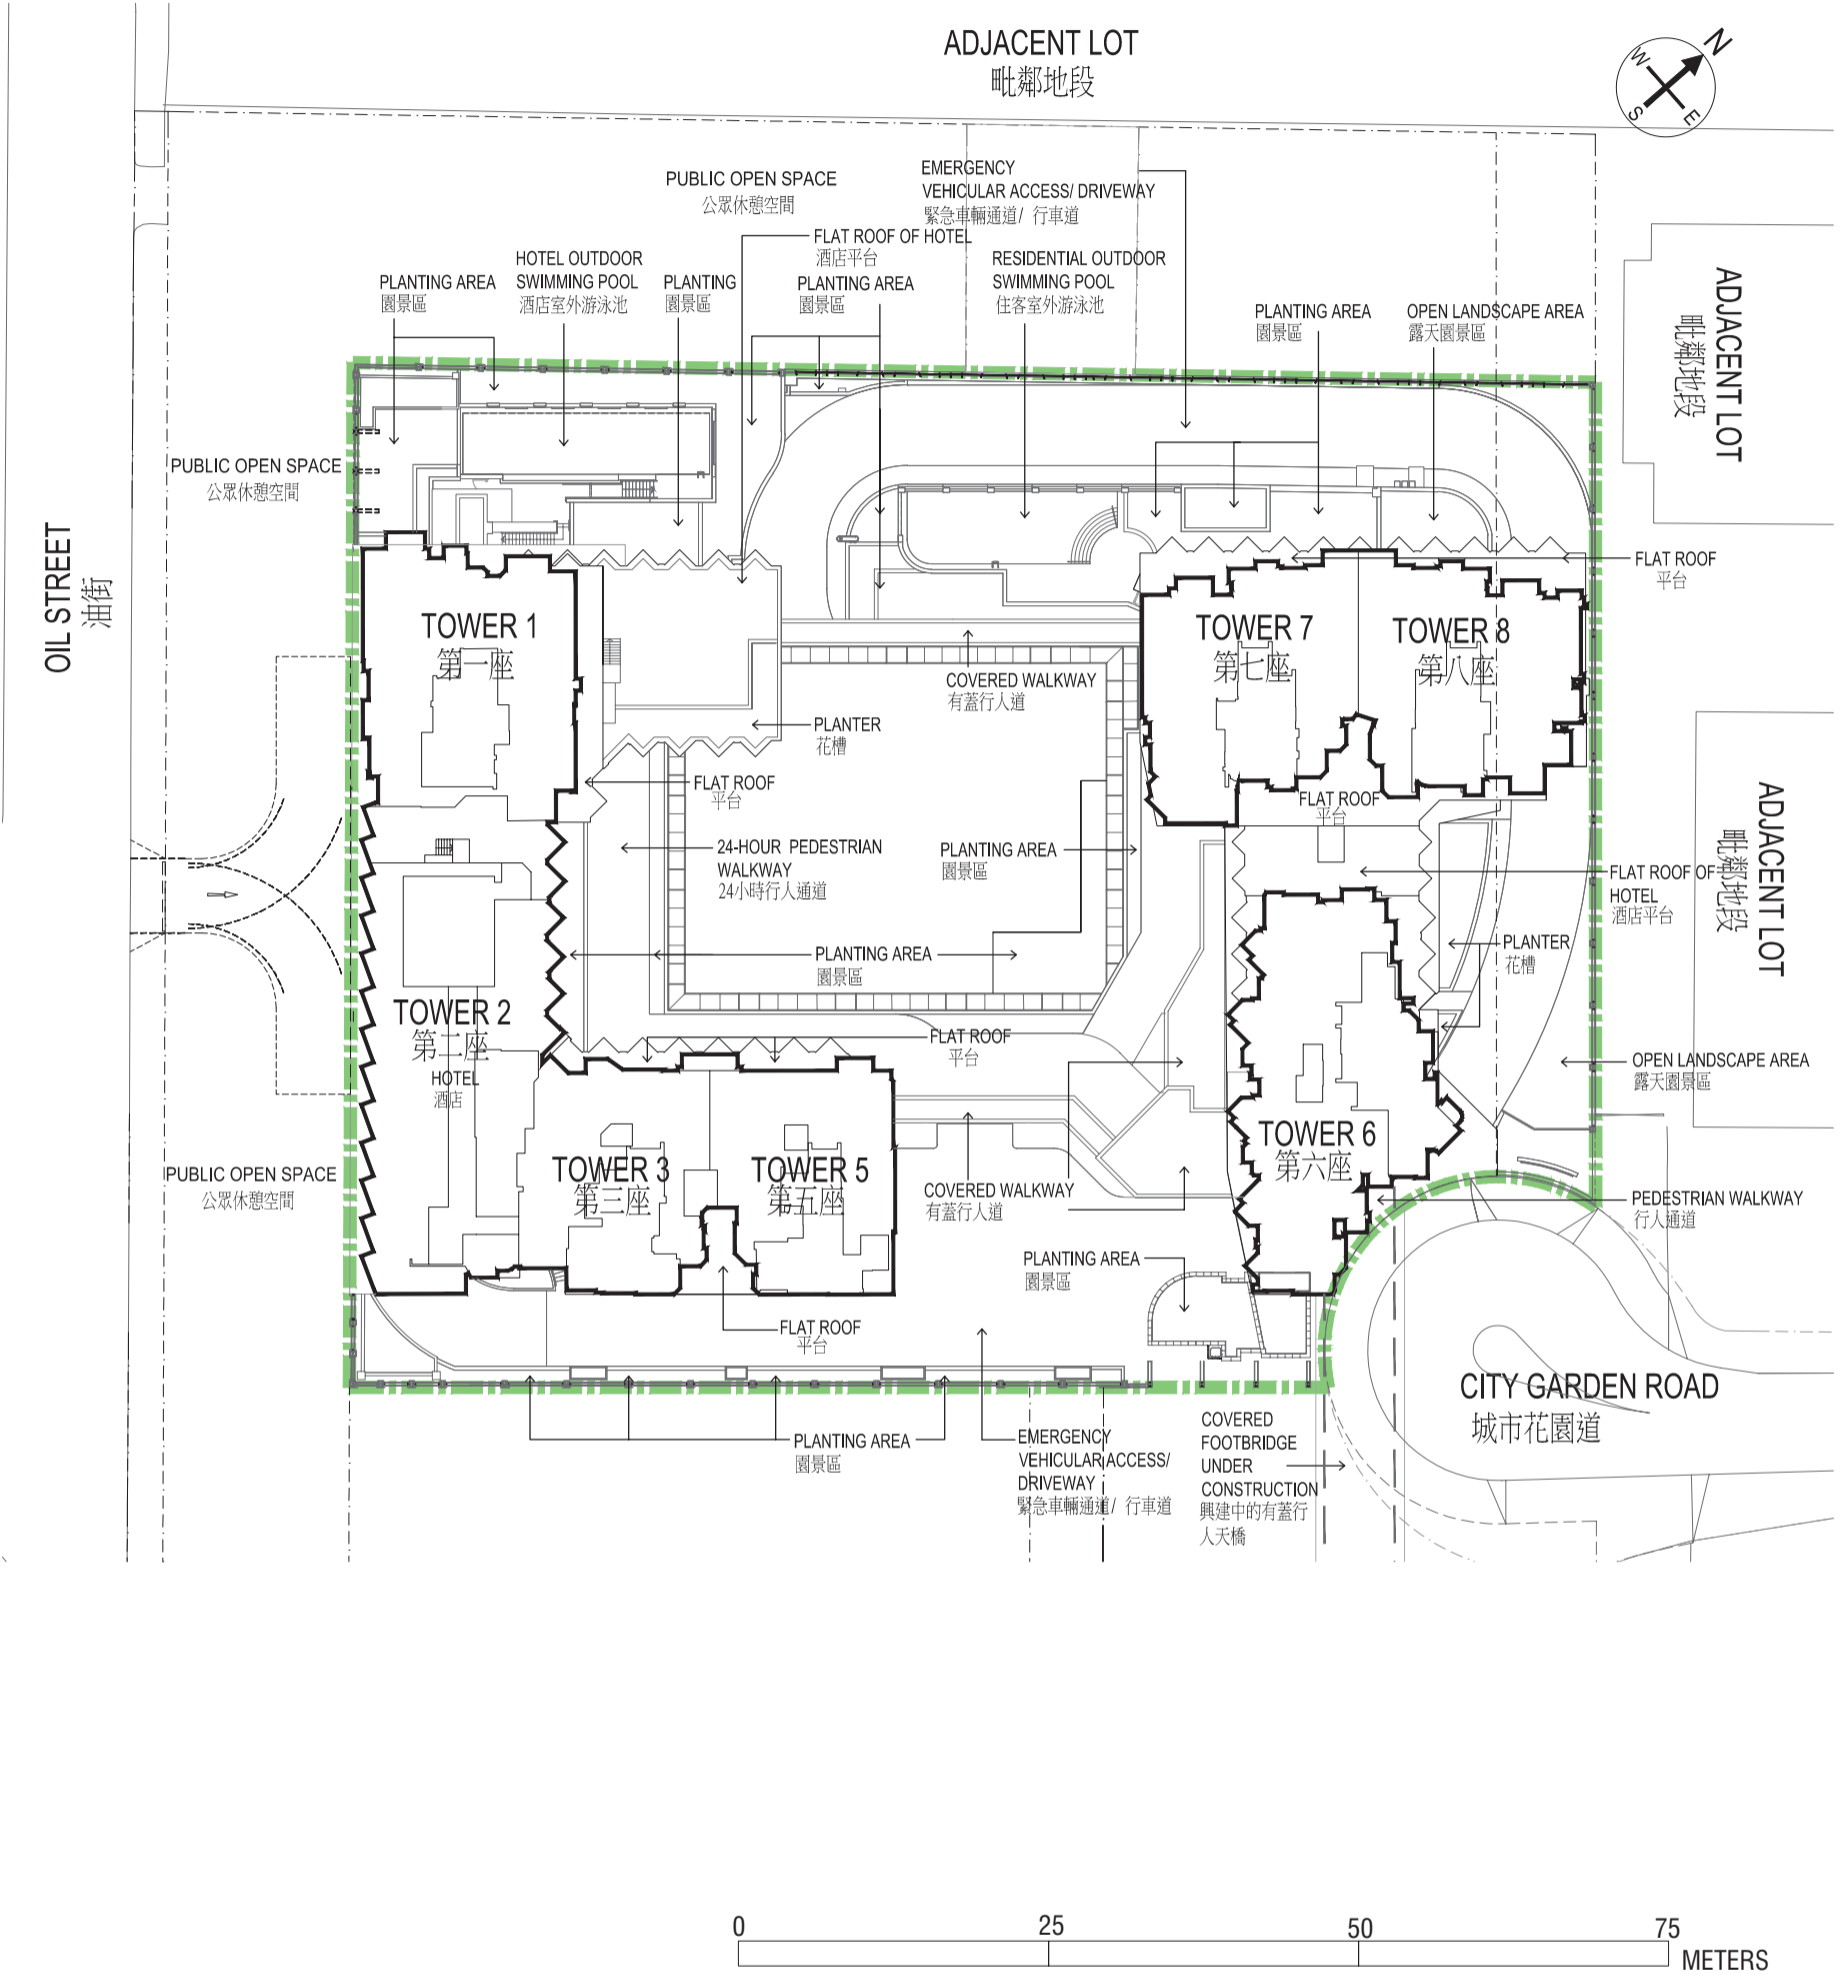 ADJACENT LOT
毗鄰地段
N
W
S
E
PUBLIC OPEN SPACE
公眾休憩空間
EMERGENCY
VEHICULAR ACCESS/ DRIVEWAY
緊急車輛通道/ 行車道
FLAT ROOF OF HOTEL
酒店平台
HOTEL OUTDOOR
SWIMMING POOL
酒店室外游泳池
PLANTING AREA
園景區
PLANTING
園景區
PLANTING AREA
園景區
RESIDENTIAL OUTDOOR
SWIMMING POOL
住客室外游泳池
PLANTING AREA
園景區
OPEN LANDSCAPE AREA
露天園景區
ADJACENT LOT
毗鄰地段
PUBLIC OPEN SPACE
公眾休憩空間
OIL STREET
油街
FLAT ROOF
平台
TOWER 1
第一座
TOWER 7
第七座
TOWER 8
第八座
COVERED WALKWAY
有蓋行人道
PLANTER
花槽
FLAT ROOF
平台
FLAT ROOF
平台
24-HOUR PEDESTRIAN
WALKWAY
24小時行人通道
PLANTING AREA
園景區
FLAT ROOF OF
HOTEL
酒店平台
ADJACENT LOT
毗鄰地段
PLANTING AREA
園景區
PLANTER
花槽
TOWER 2
第二座
HOTEL
酒店
FLAT ROOF
平台
OPEN LANDSCAPE AREA
露天園景區
TOWER 6
第六座
TOWER 3
第三座
TOWER 5
第五座
PUBLIC OPEN SPACE
公眾休憩空間
COVERED WALKWAY
有蓋行人道
PEDESTRIAN WALKWAY
行人通道
PLANTING AREA
園景區
FLAT ROOF
平台
CITY GARDEN ROAD
城市花園道
PLANTING AREA
園景區
EMERGENCY
VEHICULAR ACCESS/
DRIVEWAY
緊急車輛通道/ 行車道
COVERED
FOOTBRIDGE
UNDER
CONSTRUCTION
興建中的有蓋行
人天橋
0 25 50 75
METERS